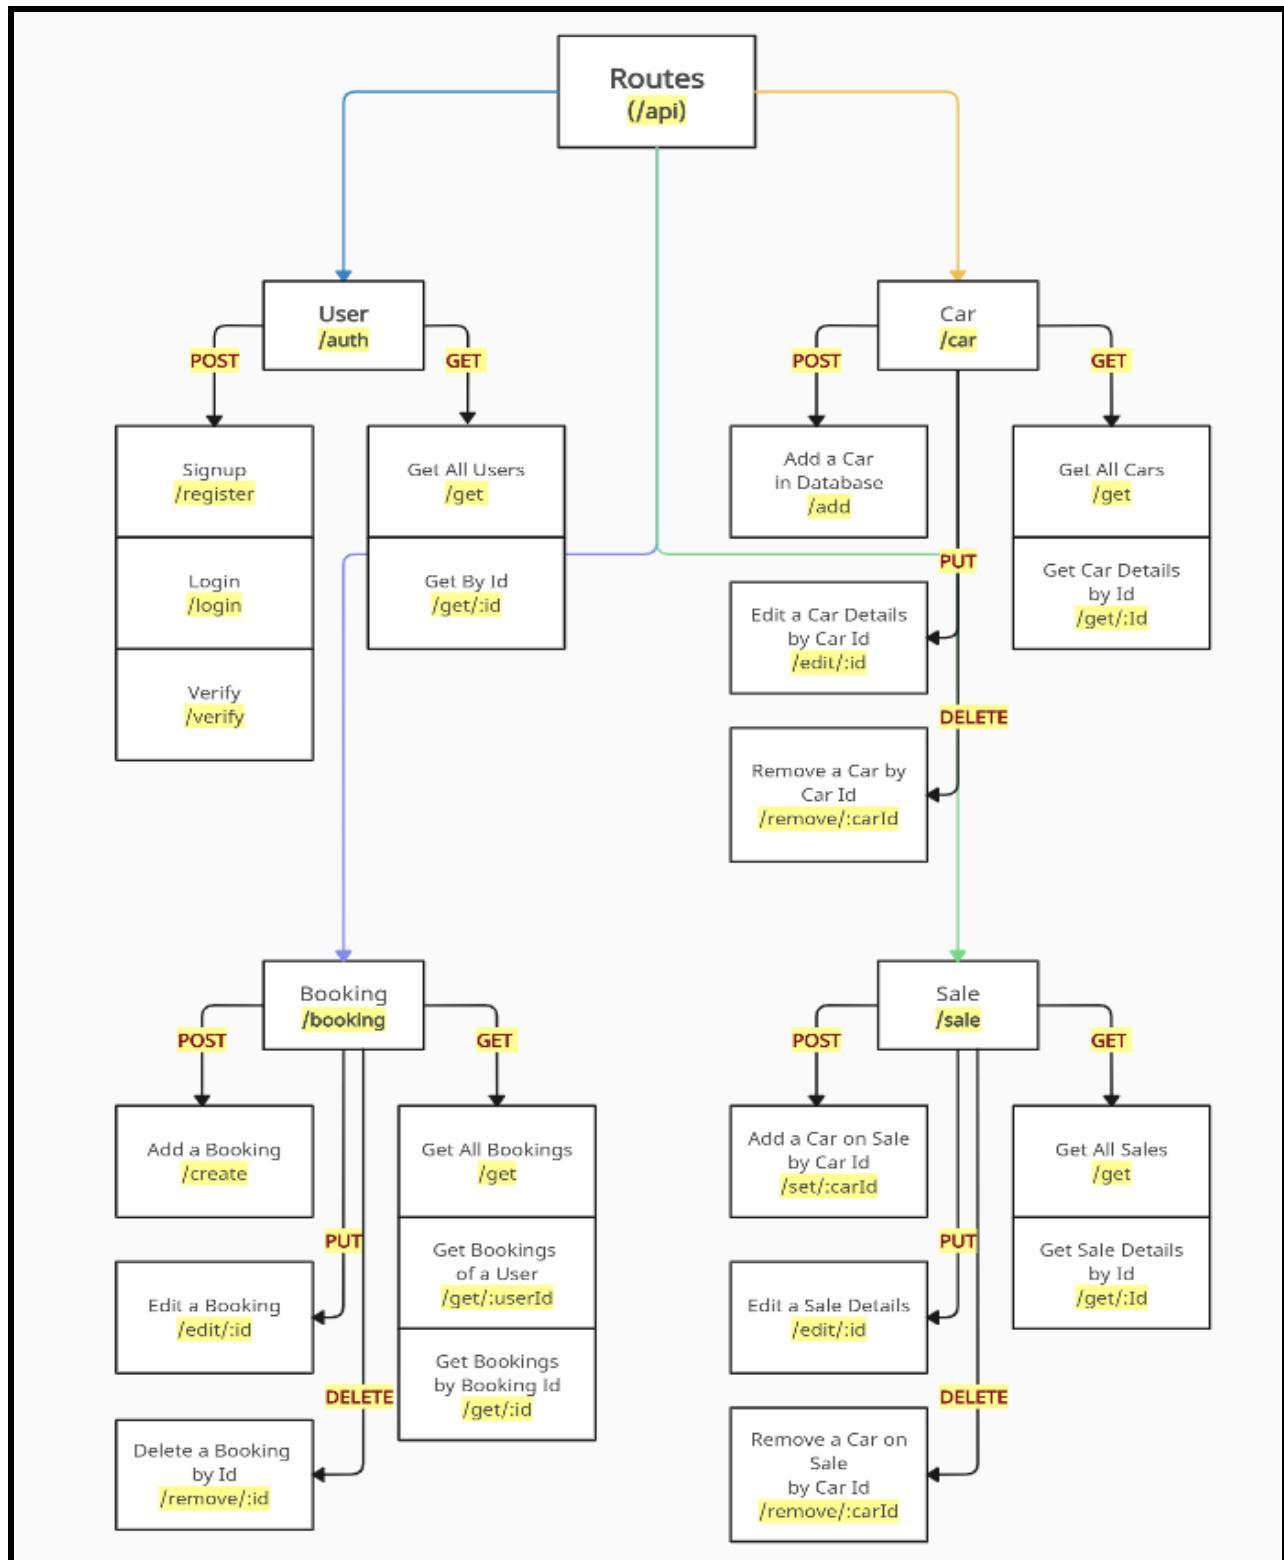 Routes
(/api)
User
/auth
POST
GET
Signup
/register
Login
/login
Verify
/verify
Get All Users
/get
Get By Id
/get/:id
Car
/car
POST
GET
Add a Car
in Database
/add
PUT
Edit a Car Details
by Car Id
/edit/:id
DELETE
Remove a Car by
Car Id
/remove/:carId
Get All Cars
/get
Get Car Details
by Id
/get/:Id
Booking
/booking
POST
GET
Add a Booking
/create
PUT
Edit a Booking
/edit/:id
DELETE
Delete a Booking
by Id
/remove/:id
Get All Bookings
/get
Get Bookings
of a User
/get/:userId
Get Bookings
by Booking Id
/get/:id
Sale
/sale
POST
GET
Add a Car on Sale
by Car Id
/set/:carId
PUT
Edit a Sale Details
/edit/:id
DELETE
Remove a Car on
Sale
by Car Id
/remove/:carId
Get All Sales
/get
Get Sale Details
by Id
/get/:Id